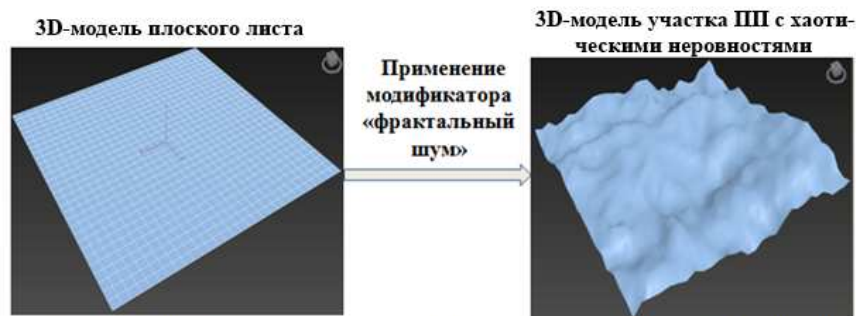 3D-модель плоского листа
Применение
модификатора
«фрактальный
шум»
3D-модель участка ПП с хаоти-
ческими неровностями